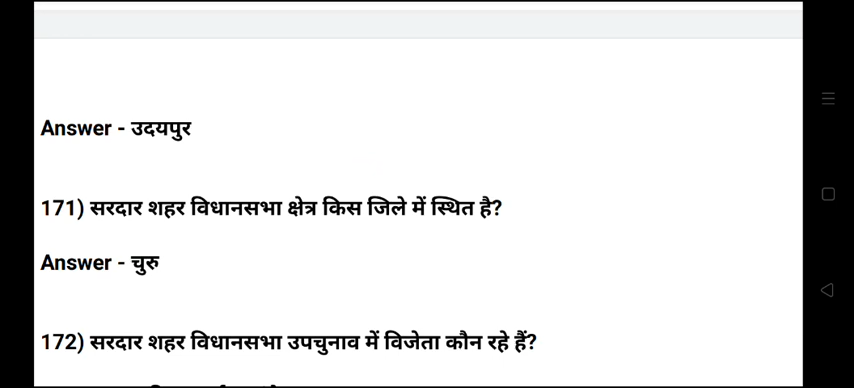 Answer - उदयपुर
171) सरदार शहर विधानसभा क्षेत्र किस जिले में स्थित है?
Answer - चुरु
172) सरदार शहर विधानसभा उपचुनाव में विजेता कौन रहे हैं?